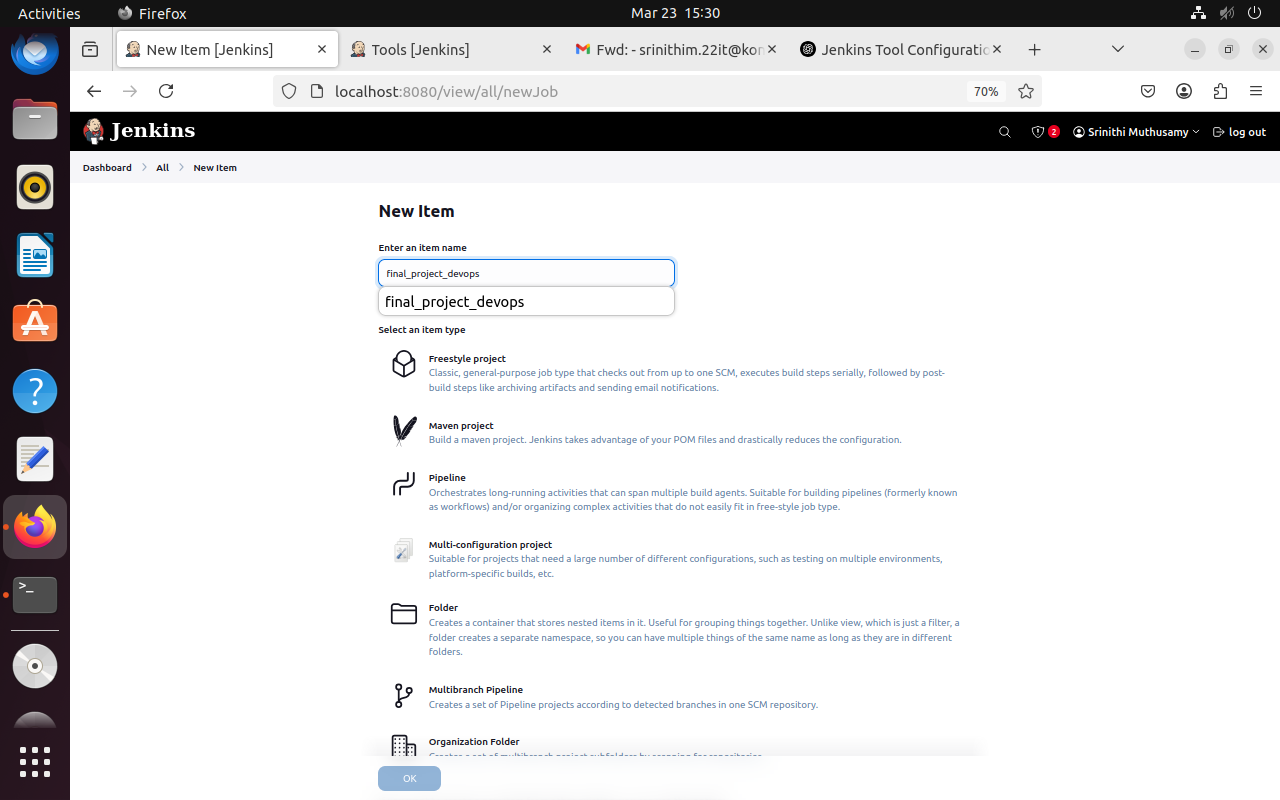 Activities
Firefox
Mar 23 15:30
New Item [Jenkins]
Tools [Jenkins]
Fwd: - srinithim.22it@kon
Jenkins Tool Configuratio
localhost:8080/view/all/newJob
70%
Jenkins
2
Srinithi Muthusamy
log out
Dashboard
All
New Item
New Item
Enter an item name
final_project_devops
final_project_devops
Select an item type
Freestyle project
Classic, general-purpose job type that checks out from up to one SCM, executes build steps serially, followed by post-
build steps like archiving artifacts and sending email notifications.
Maven project
Build a maven project. Jenkins takes advantage of your POM files and drastically reduces the configuration.
Pipeline
Orchestrates long-running activities that can span multiple build agents. Suitable for building pipelines (formerly known
as workflows) and/or organizing complex activities that do not easily fit in free-style job type.
Multi-configuration project
Suitable for projects that need a large number of different configurations, such as testing on multiple environments,
platform-specific builds, etc.
Folder
Creates a container that stores nested items in it. Useful for grouping things together. Unlike view, which is just a filter, a
folder creates a separate namespace, so you can have multiple things of the same name as long as they are in different
folders.
Multibranch Pipeline
Creates a set of Pipeline projects according to detected branches in one SCM repository.
Organization Folder
Creates a set of multibranch project subfolders by scanning for repositories.
OK